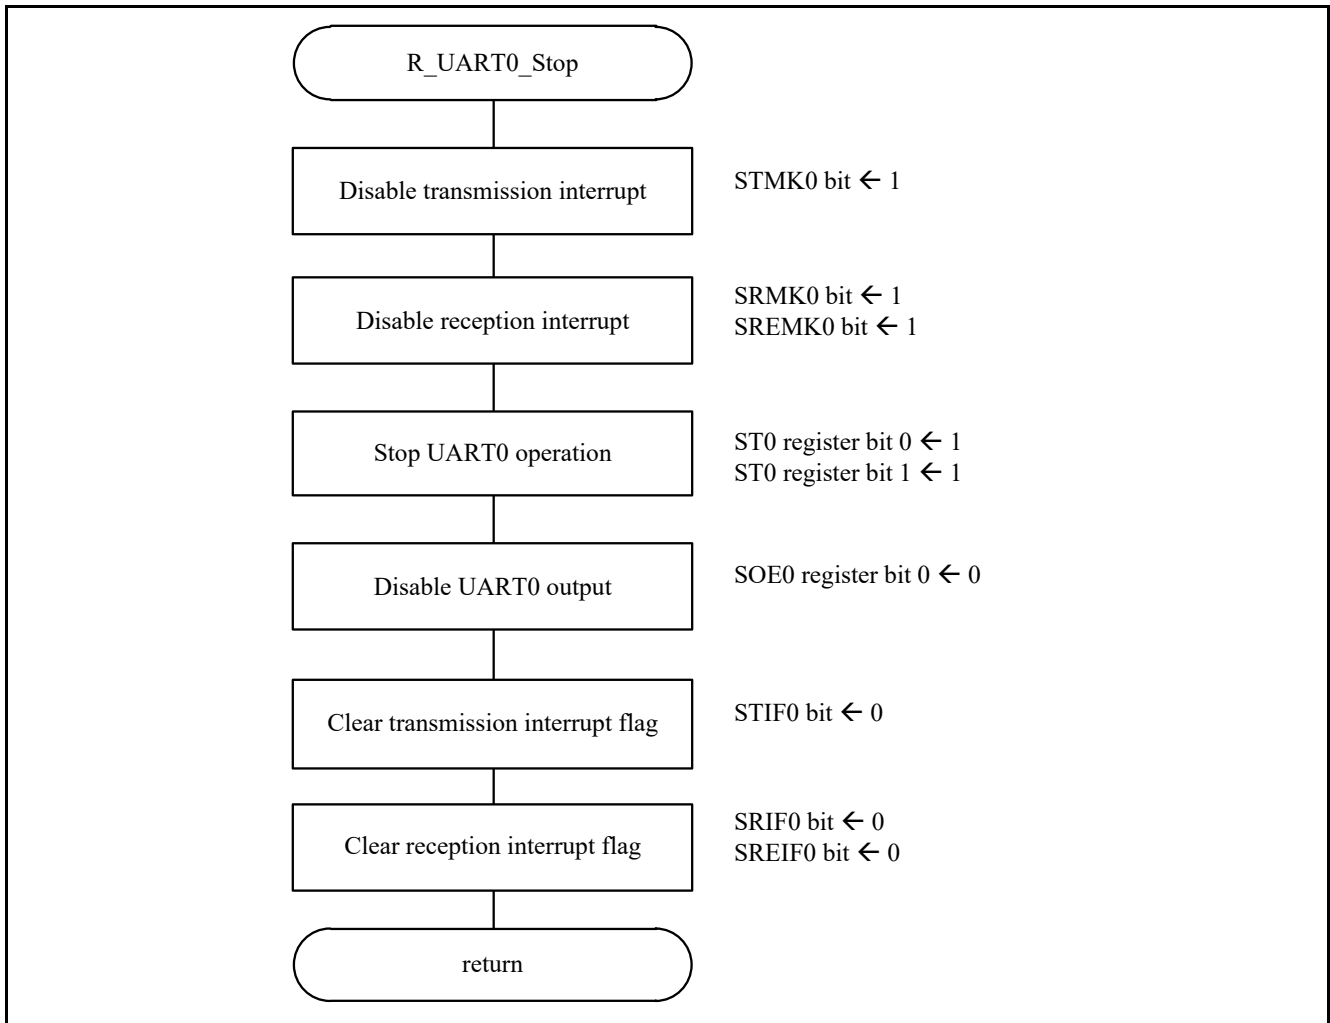 R_UART0_Stop
Disable transmission interrupt
STMK0 bit ← 1
Disable reception interrupt
SRMK0 bit ← 1
SREMK0 bit ← 1
Stop UART0 operation
ST0 register bit 0 ← 1
ST0 register bit 1 ← 1
Disable UART0 output
SOE0 register bit 0 ← 0
Clear transmission interrupt flag
STIF0 bit ← 0
Clear reception interrupt flag
SRIF0 bit ← 0
SREIF0 bit ← 0
return